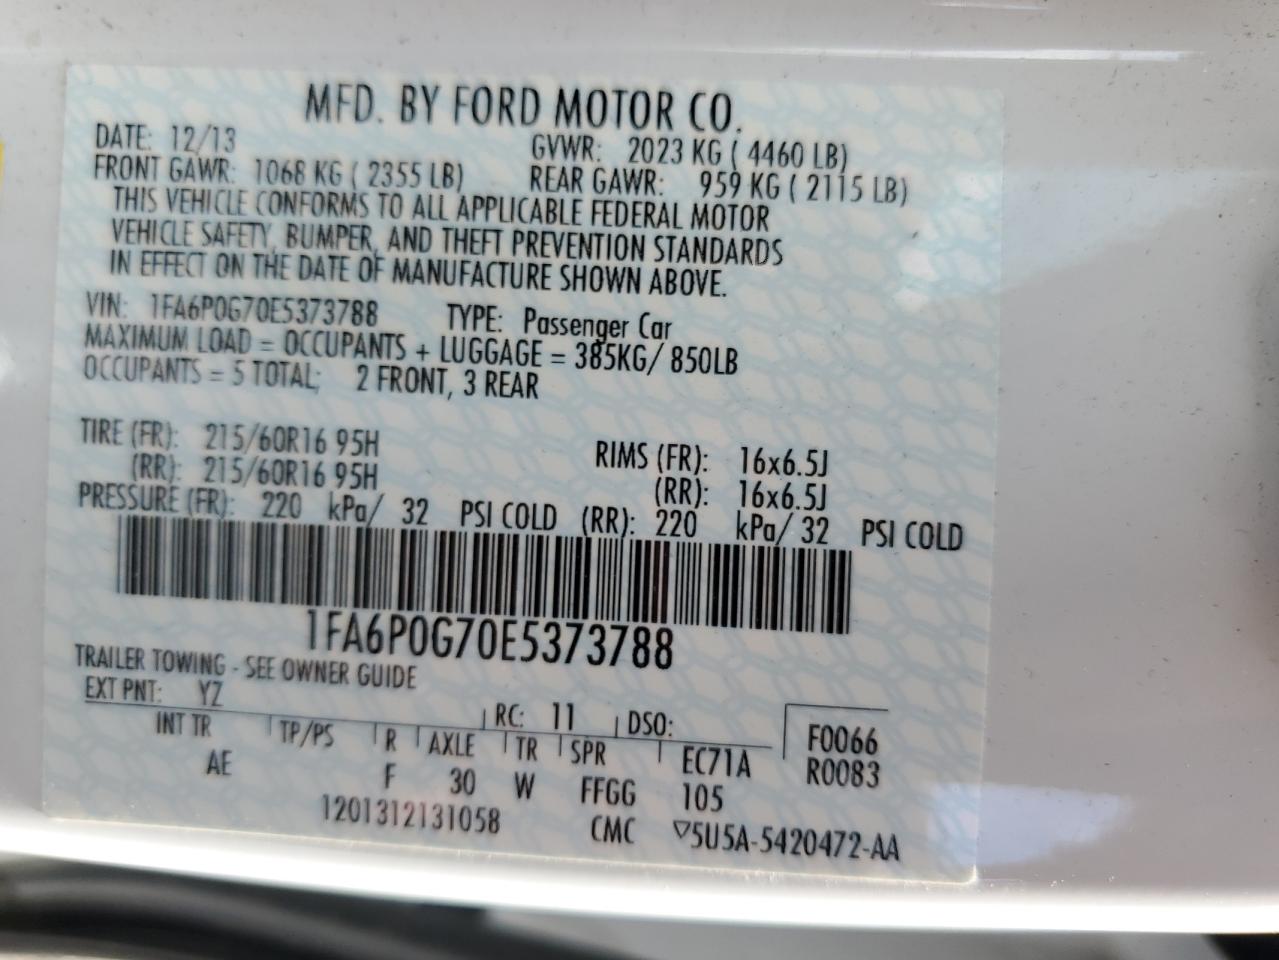 MFD. BY FORD MOTOR CO.
DATE: 12/13 GVWR: 2023 KG ( 4460 LB)
FRONT GAWR: 1068 KG ( 2355 LB) REAR GAWR: 959 KG ( 2115 LB)
THIS VEHICLE CONFORMS TO ALL APPLICABLE FEDERAL MOTOR
VEHICLE SAFETY, BUMPER, AND THEFT PREVENTION STANDARDS
IN EFFECT ON THE DATE OF MANUFACTURE SHOWN ABOVE.
VIN: 1FA6P0G70E5373788 TYPE: Passenger Car
MAXIMUM LOAD = OCCUPANTS + LUGGAGE = 385KG/ 850LB
OCCUPANTS = 5 TOTAL; 2 FRONT, 3 REAR
TIRE (FR): 215/60R16 95H RIMS (FR): 16x6.5J
(RR): 215/60R16 95H (RR): 16x6.5J
PRESSURE (FR): 220 kPa/ 32 PSI COLD (RR): 220 kPa/ 32 PSI COLD
1FA6P0G70E5373788
TRAILER TOWING - SEE OWNER GUIDE
EXT PNT: YZ RC: 11 DSO: F0066
INT TR TP/PS R AXLE TR SPR EC71A R0083
AE F 30 W FFGG 105
1201312131058 CMC ▽5U5A-5420472-AA